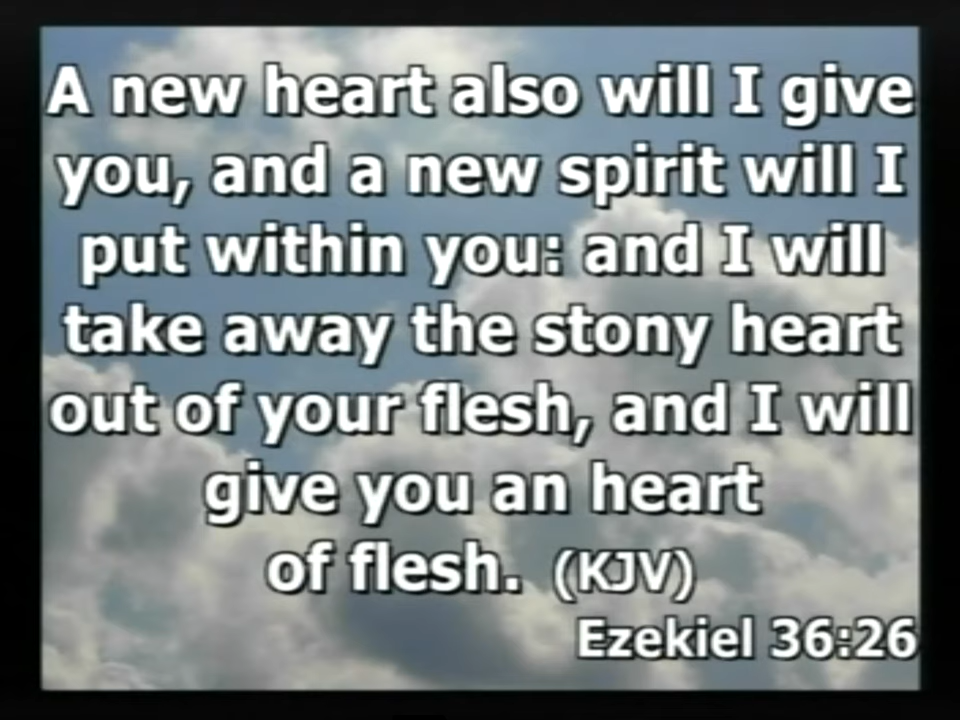 A new heart also will I give
you, and a new spirit will I
put within you: and I will
take away the stony heart
out of your flesh, and I will
give you an heart
of flesh. (KJV)
Ezekiel 36:26